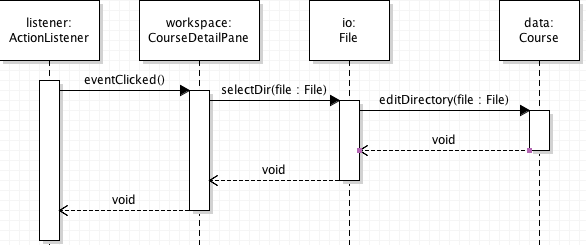 listener:
ActionListener
workspace:
CourseDetailPane
io:
File
data:
Course
eventClicked()
selectDir(file : File)
editDirectory(file : File)
void
void
void